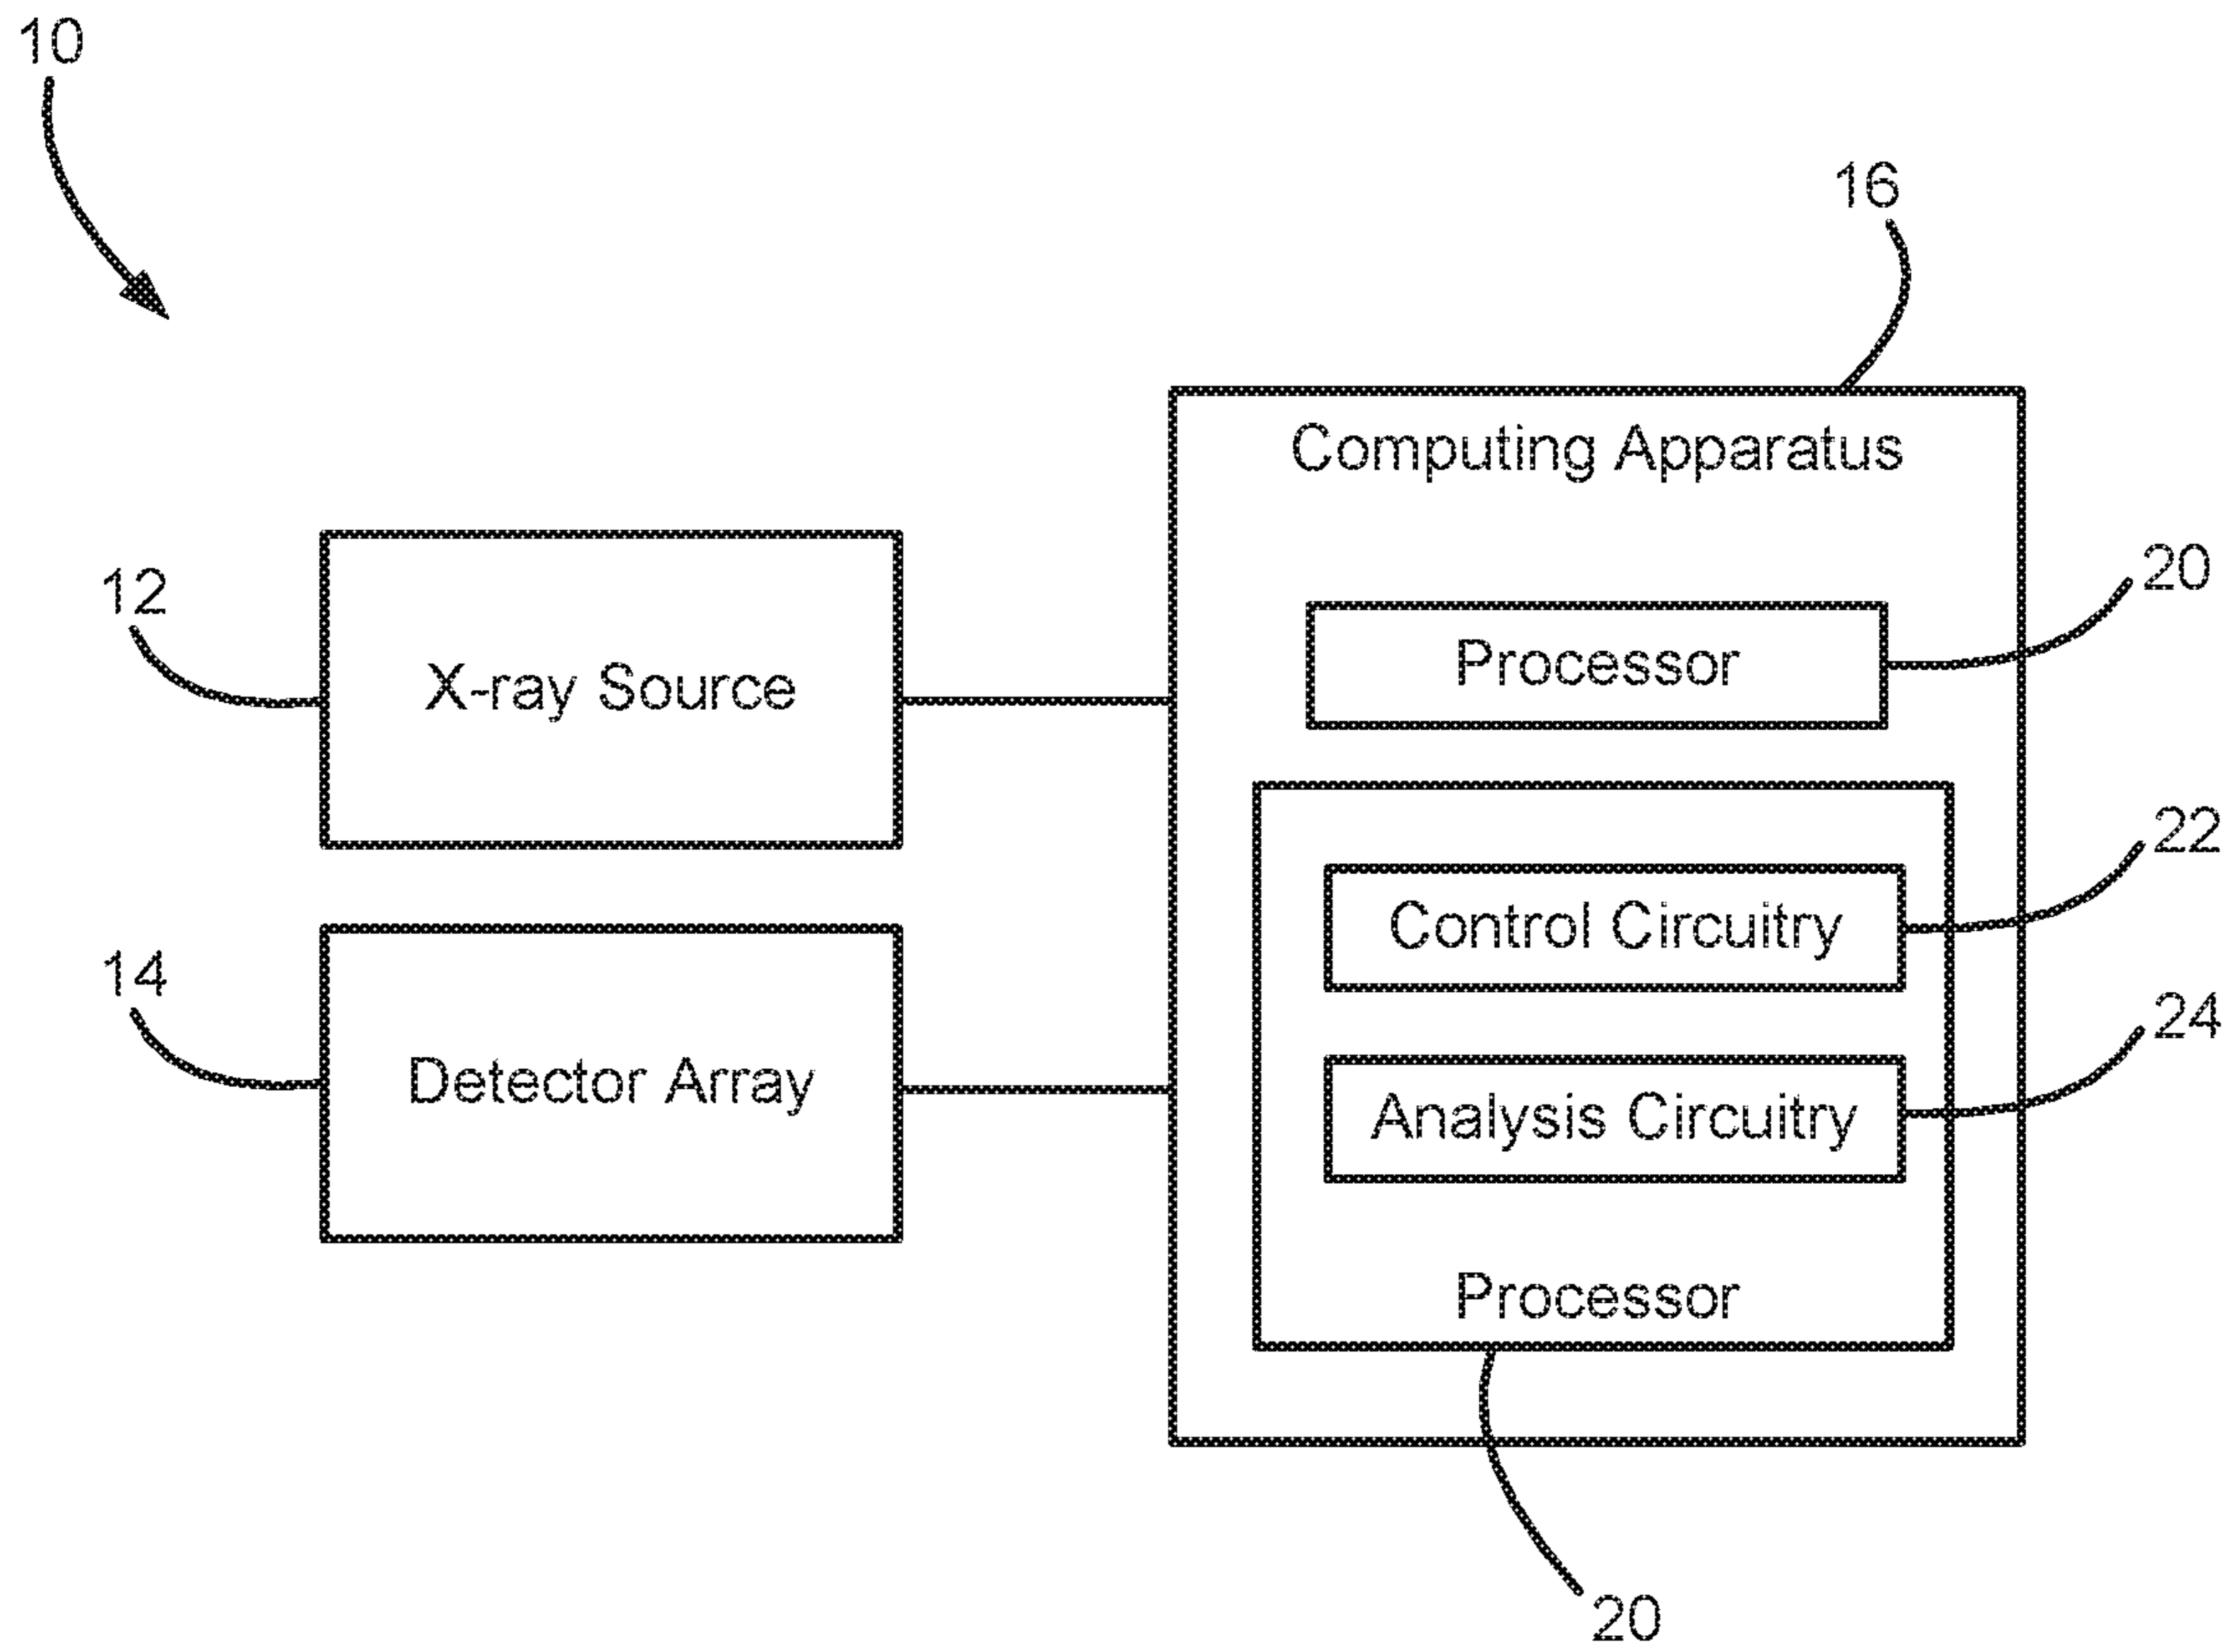 10
16
Computing Apparatus
12
X-ray Source
20
Processor
22
Control Circuitry
14
Detector Array
24
Analysis Circuitry
Processor
20